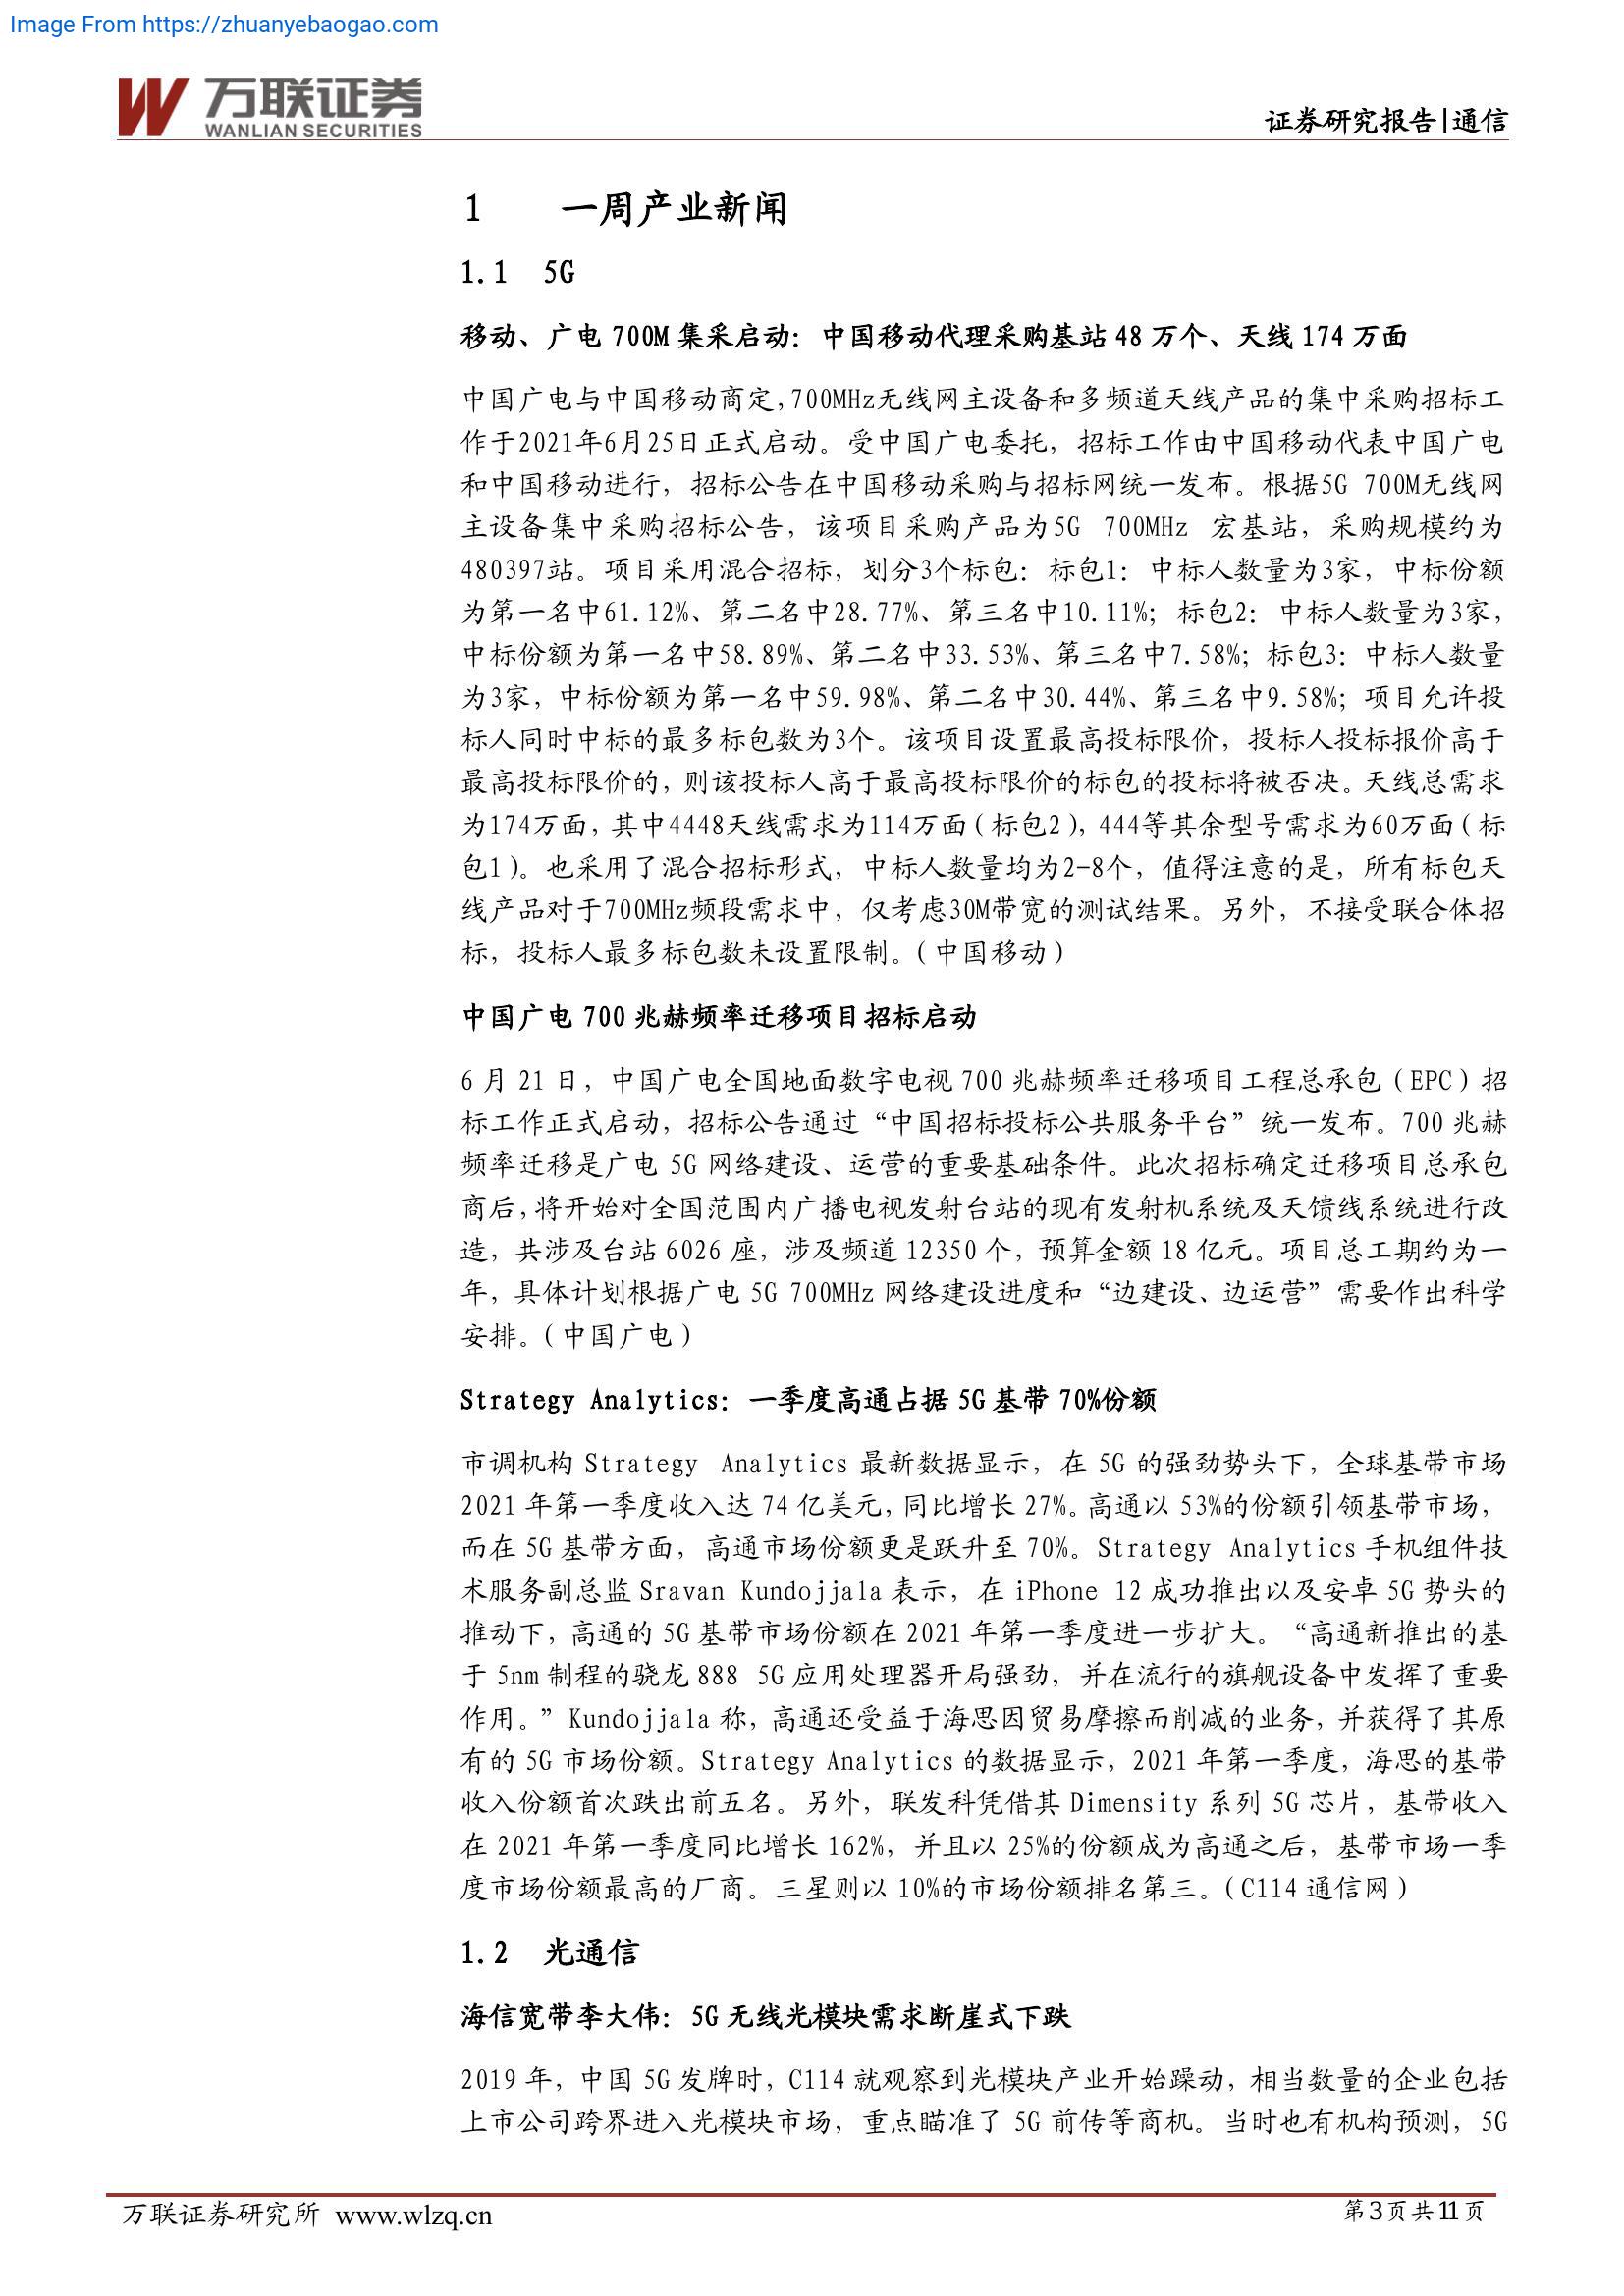 Image From https://zhuanyebaogao.com
万联证券
WANLIAN SECURITIES
证券研究报告|通信
1 一周产业新闻
1.1 5G
移动、广电 700M 集采启动：中国移动代理采购基站 48 万个、天线 174 万面
中国广电与中国移动商定,700MHz无线网主设备和多频道天线产品的集中采购招标工
作于2021年6月25日正式启动。受中国广电委托，招标工作由中国移动代表中国广电
和中国移动进行，招标公告在中国移动采购与招标网统一发布。根据5G 700M无线网
主设备集中采购招标公告，该项目采购产品为5G 700MHz 宏基站，采购规模约为
480397站。项目采用混合招标，划分3个标包：标包1：中标人数量为3家，中标份额
为第一名中61.12%、第二名中28.77%、第三名中10.11%；标包2：中标人数量为3家，
中标份额为第一名中58.89%、第二名中33.53%、第三名中7.58%；标包3：中标人数量
为3家，中标份额为第一名中59.98%、第二名中30.44%、第三名中9.58%；项目允许投
标人同时中标的最多标包数为3个。该项目设置最高投标限价，投标人投标报价高于
最高投标限价的，则该投标人高于最高投标限价的标包的投标将被否决。天线总需求
为174万面，其中4448天线需求为114万面（标包2），444等其余型号需求为60万面（标
包1）。也采用了混合招标形式，中标人数量均为2-8个，值得注意的是，所有标包天
线产品对于700MHz频段需求中，仅考虑30M带宽的测试结果。另外，不接受联合体招
标，投标人最多标包数未设置限制。（中国移动）
中国广电 700 兆赫频率迁移项目招标启动
6 月 21 日，中国广电全国地面数字电视 700 兆赫频率迁移项目工程总承包（EPC）招
标工作正式启动，招标公告通过“中国招标投标公共服务平台”统一发布。700 兆赫
频率迁移是广电 5G 网络建设、运营的重要基础条件。此次招标确定迁移项目总承包
商后，将开始对全国范围内广播电视发射台站的现有发射机系统及天馈线系统进行改
造，共涉及台站 6026 座，涉及频道 12350 个，预算金额 18 亿元。项目总工期约为一
年，具体计划根据广电 5G 700MHz 网络建设进度和“边建设、边运营”需要作出科学
安排。（中国广电）
Strategy Analytics：一季度高通占据 5G 基带 70%份额
市调机构 Strategy Analytics 最新数据显示，在 5G 的强劲势头下，全球基带市场
2021 年第一季度收入达 74 亿美元，同比增长 27%。高通以 53%的份额引领基带市场，
而在 5G 基带方面，高通市场份额更是跃升至 70%。Strategy Analytics 手机组件技
术服务副总监 Sravan Kundojjala 表示，在 iPhone 12 成功推出以及安卓 5G 势头的
推动下，高通的 5G 基带市场份额在 2021 年第一季度进一步扩大。“高通新推出的基
于 5nm 制程的骁龙 888 5G 应用处理器开局强劲，并在流行的旗舰设备中发挥了重要
作用。”Kundojjala 称，高通还受益于海思因贸易摩擦而削减的业务，并获得了其原
有的 5G 市场份额。Strategy Analytics 的数据显示，2021 年第一季度，海思的基带
收入份额首次跌出前五名。另外，联发科凭借其 Dimensity 系列 5G 芯片，基带收入
在 2021 年第一季度同比增长 162%，并且以 25%的份额成为高通之后，基带市场一季
度市场份额最高的厂商。三星则以 10%的市场份额排名第三。（C114 通信网）
1.2 光通信
海信宽带李大伟：5G 无线光模块需求断崖式下跌
2019 年，中国 5G 发牌时，C114 就观察到光模块产业开始躁动，相当数量的企业包括
上市公司跨界进入光模块市场，重点瞄准了 5G 前传等商机。当时也有机构预测，5G
万联证券研究所 www.wlzq.cn
第3页共11页